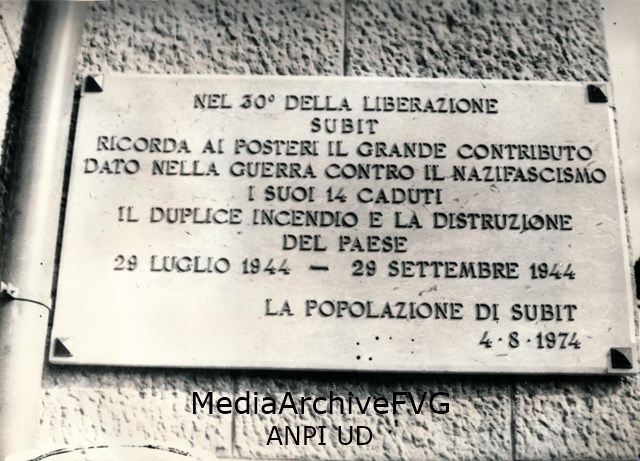 NEL 30° DELLA LIBERAZIONE
SUBIT
RICORDA AI POSTERI IL GRANDE CONTRIBUTO
DATO NELLA GUERRA CONTRO IL NAZIFASCISMO
I SUOI 14 CADUTI
IL DUPLICE INCENDIO E LA DISTRUZIONE
DEL PAESE
29 LUGLIO 1944 — 29 SETTEMBRE 1944
LA POPOLAZIONE DI SUBIT
4·8·1974
MediaArchiveFVG
ANPI UD